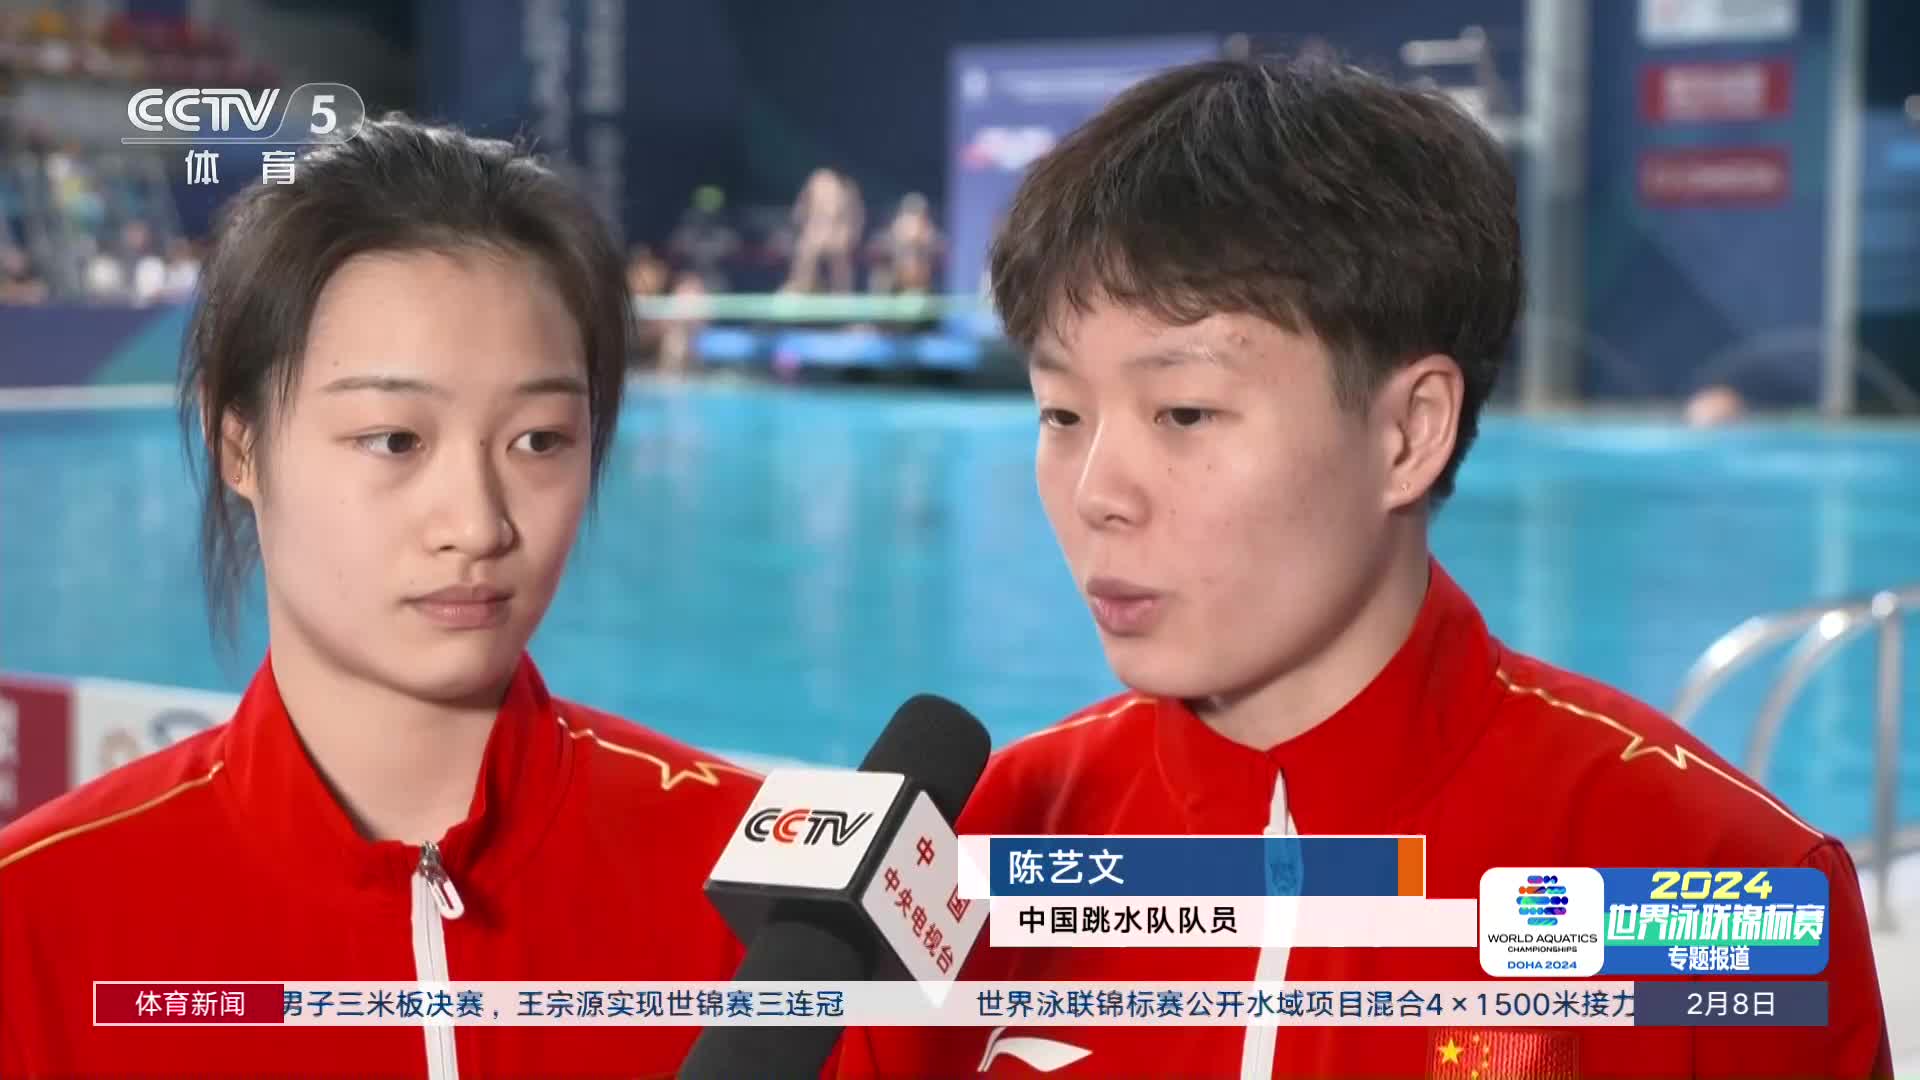 CCTV 5
体育
CCTV
中国
中央电视台
陈艺文
中国跳水队队员
2024
世界泳联锦标赛
专题报道
WORLD AQUATICS
CHAMPIONSHIPS
DOHA 2024
体育新闻
男子三米板决赛，王宗源实现世锦赛三连冠
世界泳联锦标赛公开水域项目混合4×1500米接力
2月8日